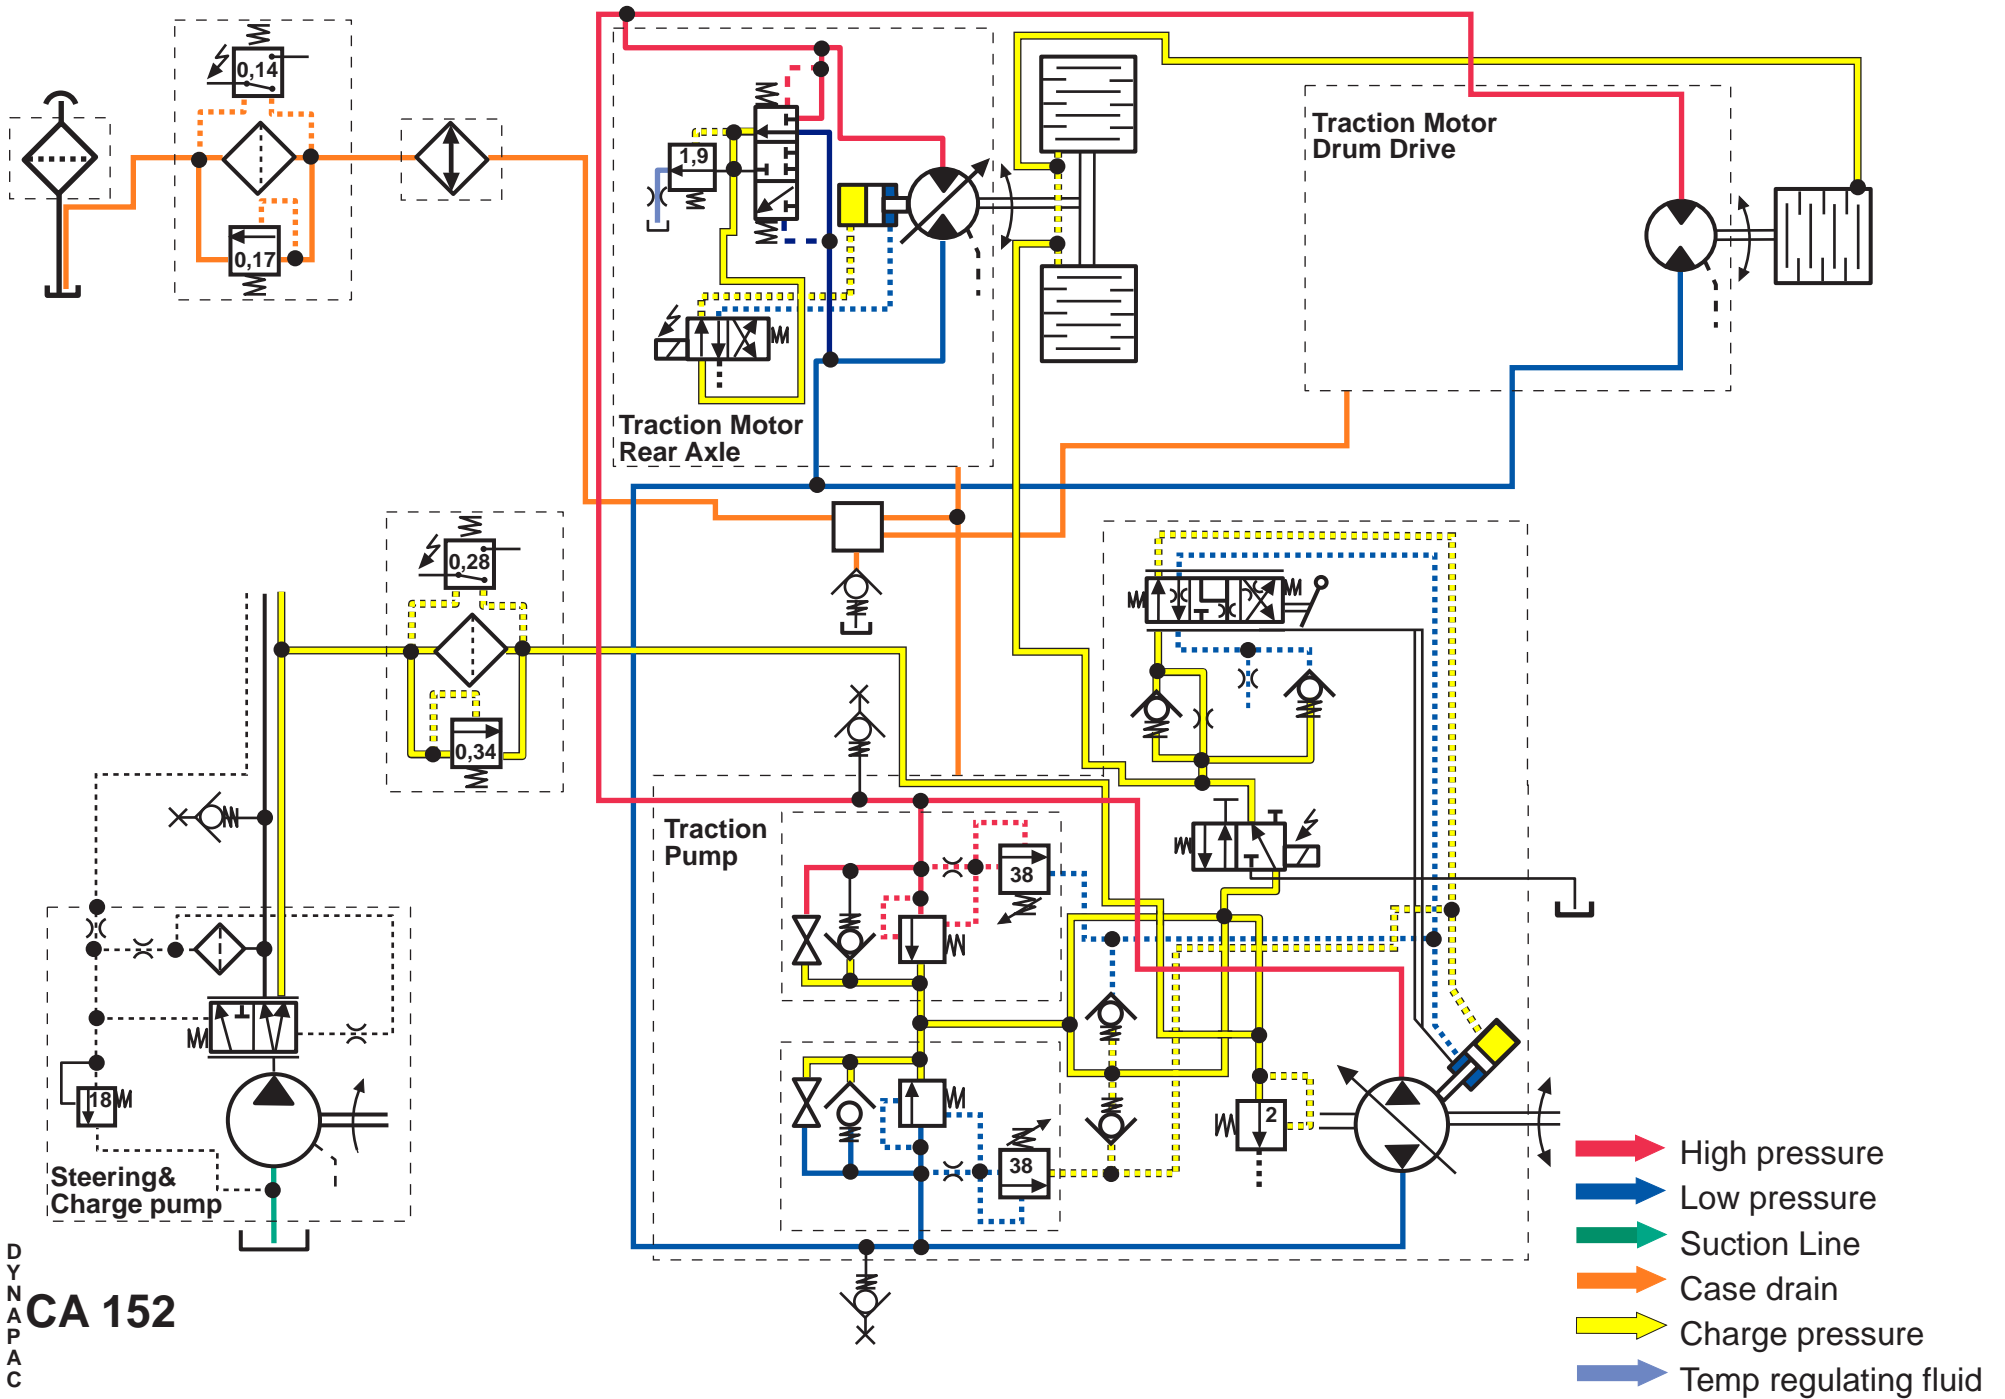 0,14
0,17
1,9
Traction Motor
Rear Axle
Traction Motor
Drum Drive
0,28
0,34
Traction
Pump
38
38
2
18
Steering&
Charge pump
High pressure
Low pressure
Suction Line
Case drain
Charge pressure
Temp regulating fluid
DYNAPAC
CA 152